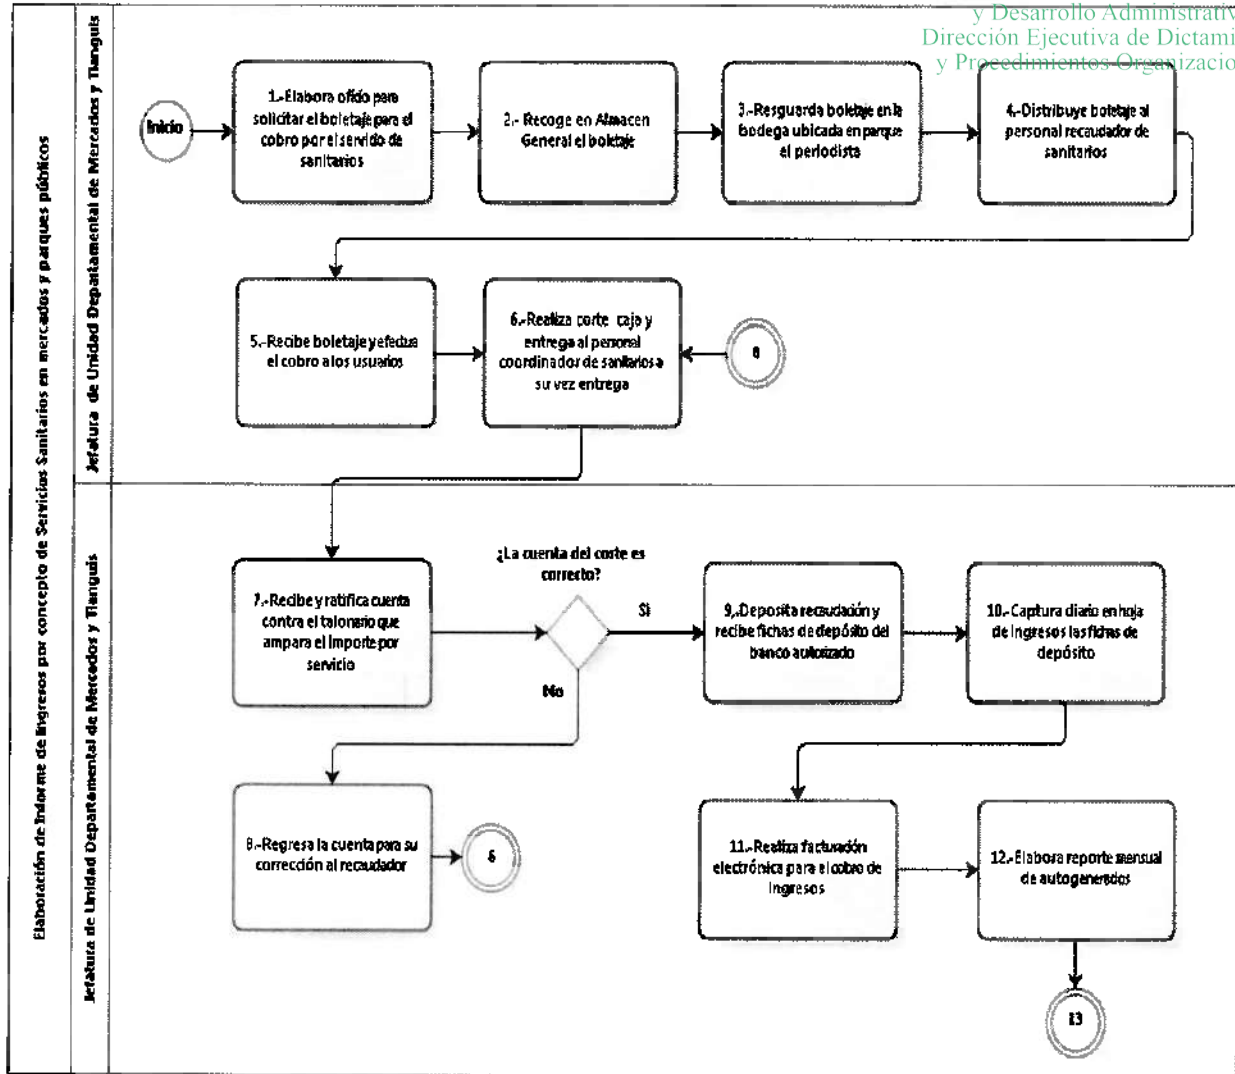 y Desarrollo Administrativ
Dirección Ejecutiva de Dictami
y Procedimientos Organizacio
Elaboración de Informe de Ingresos por concepto de Servicios Sanitarios en mercados y parques públicos
Jefatura de Unidad Departamental de Mercados y Tianguis
Inicio
1.-Elabora oficio para
solicitar el boletaje para el
cobro por el servicio de
sanitarios
2.- Recoge en Almacen
General el boletaje
3.-Resguarda boletaje en la
bodega ubicada en parque
el periodista
4.-Distribuye boletaje al
personal recaudador de
sanitarios
5.-Recibe boletaje y efectua
el cobro a los usuarios
6.-Realiza corte caja y
entrega al personal
coordinador de sanitarios a
su vez entrega
8
Jefatura de Unidad Departamental de Mercados y Tianguis
7.-Recibe y ratifica cuenta
contra el talonario que
ampara el importe por
servicio
¿La cuenta del corte es
correcto?
Si
No
9.-Deposita recaudación y
recibe fichas de depósito del
banco autorizado
10.-Captura diario en hoja
de ingresos las fichas de
depósito
8.-Regresa la cuenta para su
corrección al recaudador
6
11.-Realiza facturación
electrónica para el cobro de
ingresos
12.-Elabora reporte mensual
de autogenerados
13